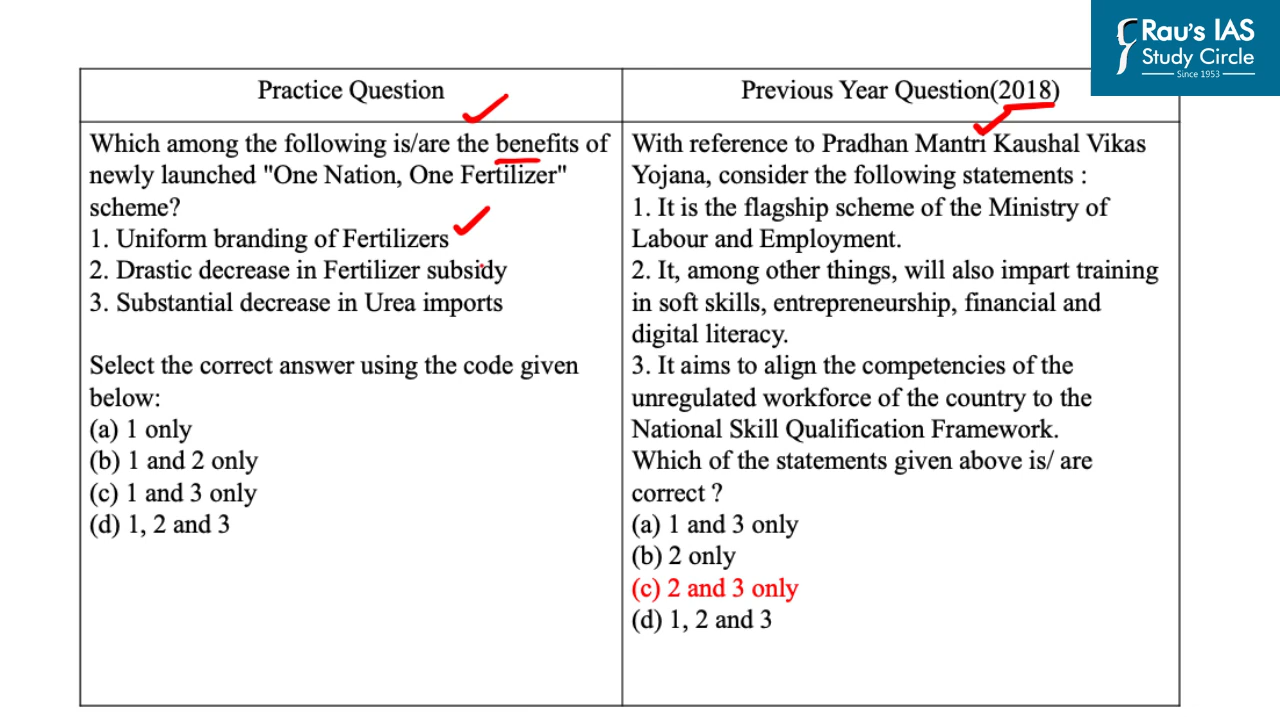 Rau's IAS
Study Circle
Since 1953
Practice Question
Which among the following is/are the benefits of
newly launched "One Nation, One Fertilizer"
scheme?
1. Uniform branding of Fertilizers
2. Drastic decrease in Fertilizer subsidy
3. Substantial decrease in Urea imports
Select the correct answer using the code given
below:
(a) 1 only
(b) 1 and 2 only
(c) 1 and 3 only
(d) 1, 2 and 3
Previous Year Question(2018)
With reference to Pradhan Mantri Kaushal Vikas
Yojana, consider the following statements :
1. It is the flagship scheme of the Ministry of
Labour and Employment.
2. It, among other things, will also impart training
in soft skills, entrepreneurship, financial and
digital literacy.
3. It aims to align the competencies of the
unregulated workforce of the country to the
National Skill Qualification Framework.
Which of the statements given above is/ are
correct ?
(a) 1 and 3 only
(b) 2 only
(c) 2 and 3 only
(d) 1, 2 and 3